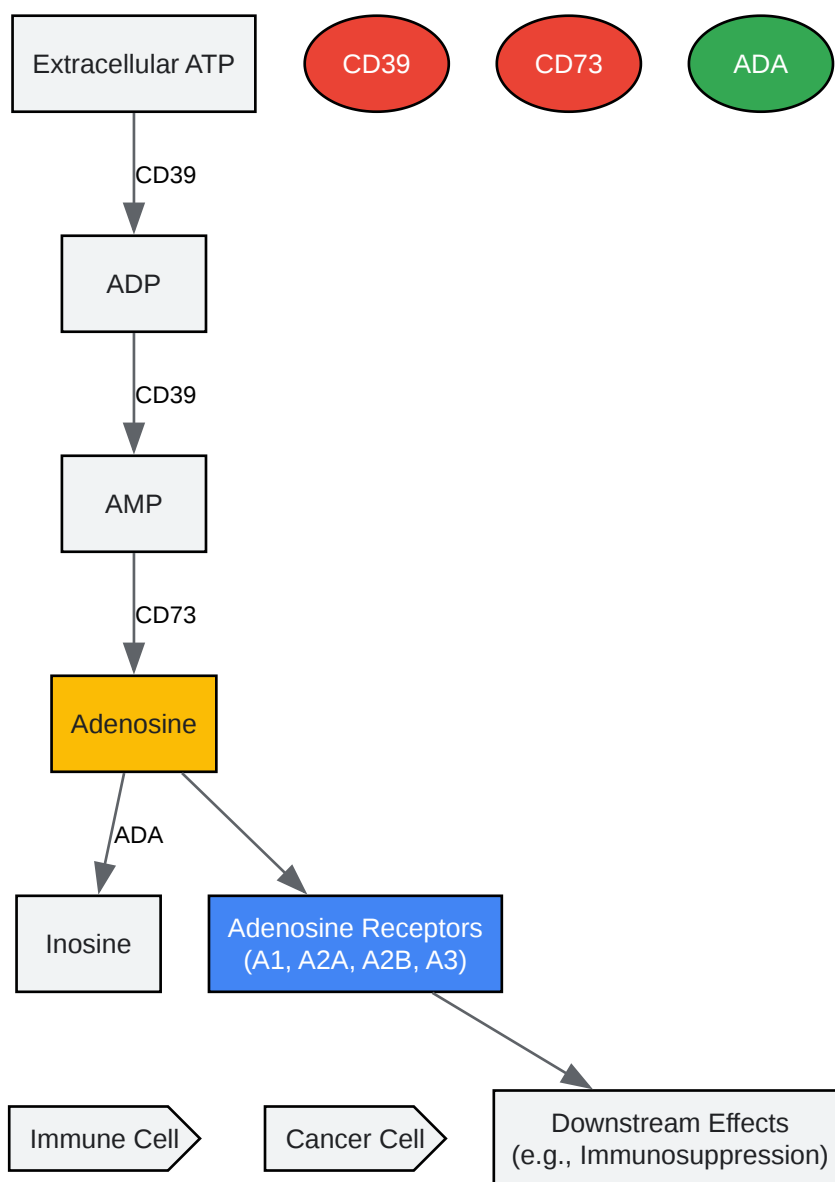 Extracellular ATP
CD39
CD73
ADA
CD39
ADP
CD39
AMP
CD73
Adenosine
ADA
Inosine
Adenosine Receptors
(A1, A2A, A2B, A3)
Immune Cell
Cancer Cell
Downstream Effects
(e.g., Immunosuppression)